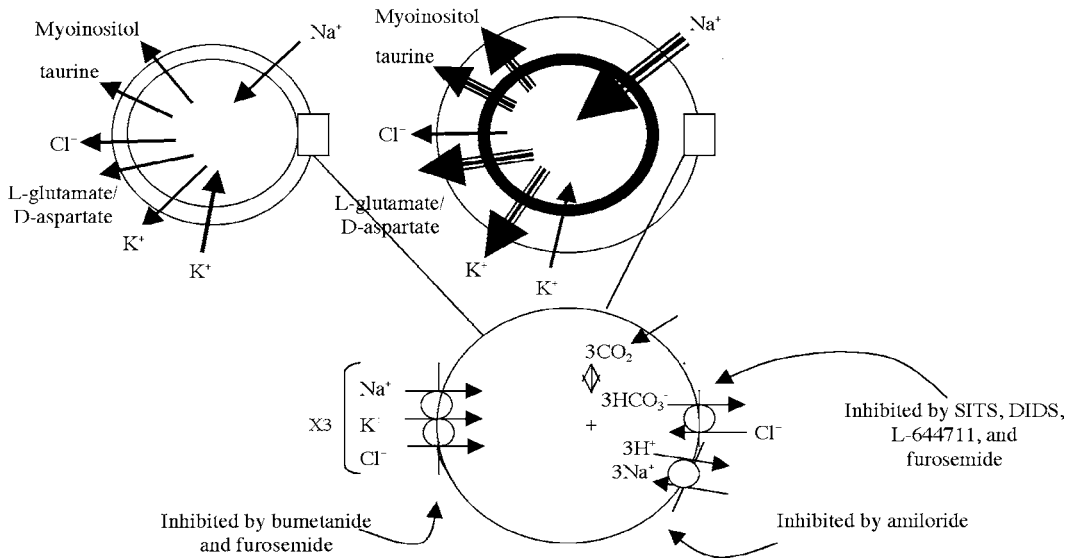 Myoinositol
Na⁺
taurine
Cl⁻
L-glutamate/
D-aspartate
K⁺
K⁺
Myoinositol
Na⁺
taurine
Cl⁻
L-glutamate/
D-aspartate
K⁺
K⁺
3CO₂
3HCO₃⁻
+
Cl⁻
3H⁺
3Na⁺
X3
Na⁺
K⁺
Cl⁻
Inhibited by SITS, DIDS,
L-644711, and
furosemide
Inhibited by bumetanide
and furosemide
Inhibited by amiloride